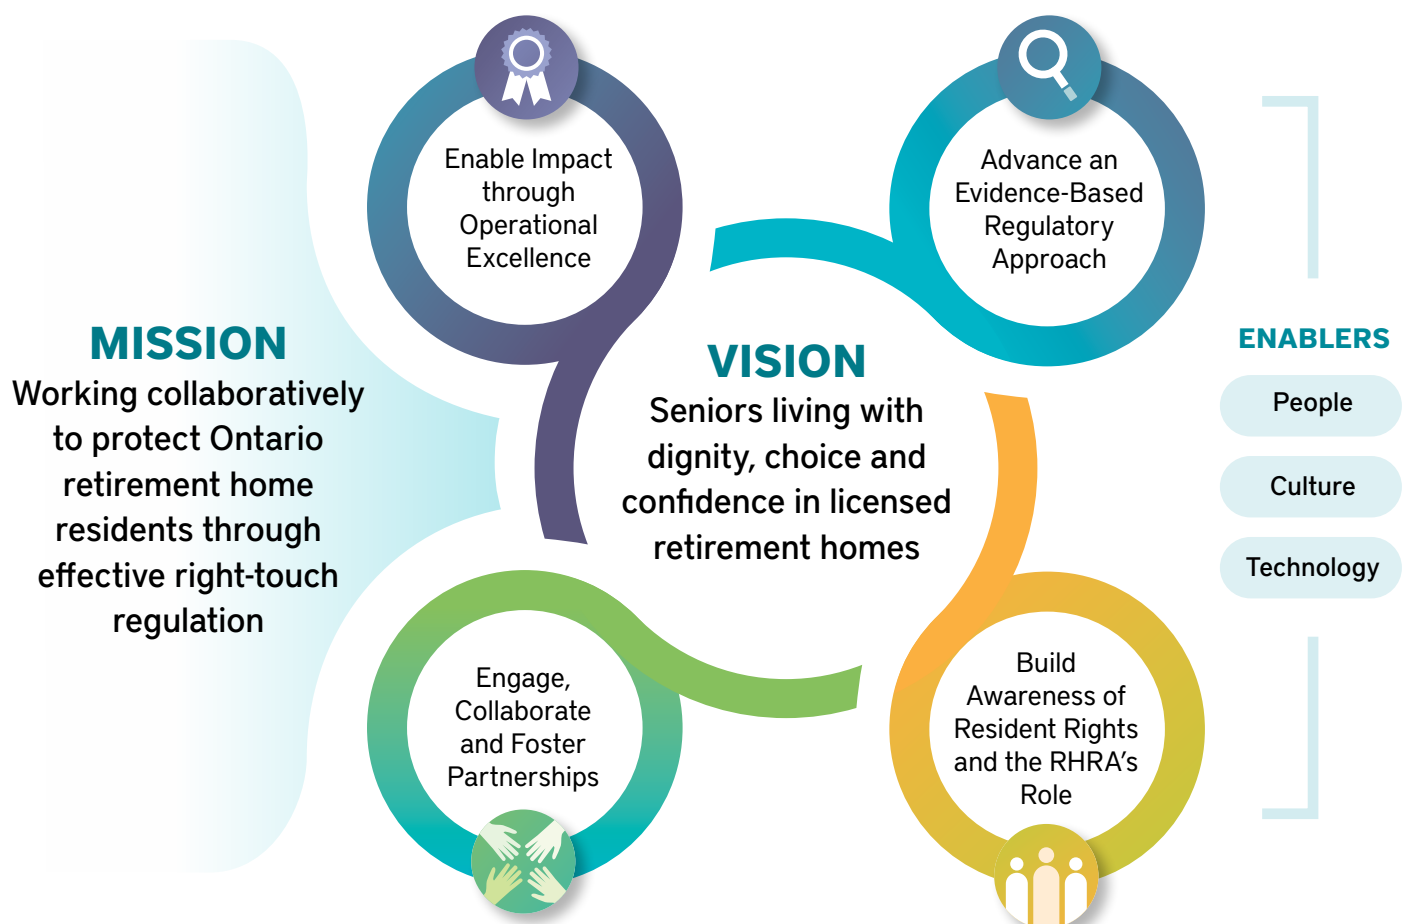 MISSION
Working collaboratively
to protect Ontario
retirement home
residents through
effective right-touch
regulation
Enable Impact
through
Operational
Excellence
Advance an
Evidence-Based
Regulatory
Approach
VISION
Seniors living with
dignity, choice and
confidence in licensed
retirement homes
Engage,
Collaborate
and Foster
Partnerships
Build
Awareness of
Resident Rights
and the RHRA’s
Role
ENABLERS
People
Culture
Technology